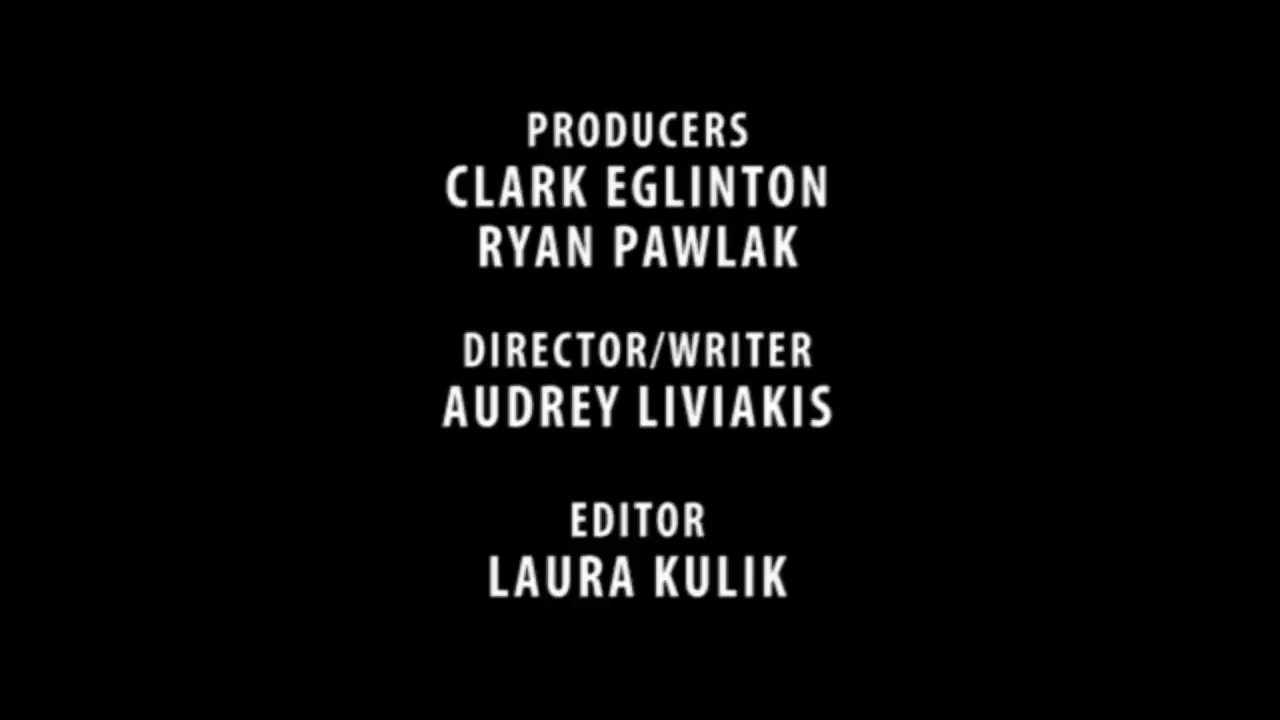 PRODUCERS
CLARK EGLINTON
RYAN PAWLAK
DIRECTOR/WRITER
AUDREY LIVIAKIS
EDITOR
LAURA KULIK